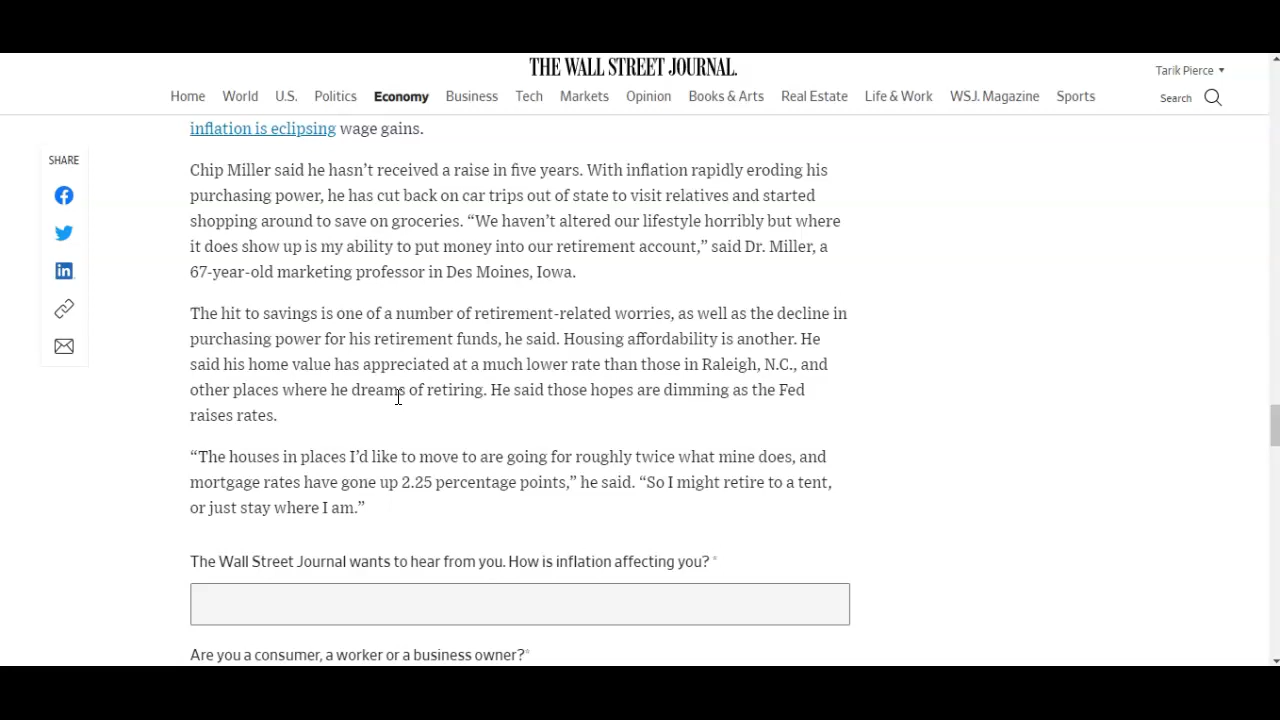 THE WALL STREET JOURNAL.
Tarik Pierce
Home World U.S. Politics Economy Business Tech Markets Opinion Books & Arts Real Estate Life & Work WSJ. Magazine Sports
Search
inflation is eclipsing wage gains.
SHARE
Chip Miller said he hasn’t received a raise in five years. With inflation rapidly eroding his
purchasing power, he has cut back on car trips out of state to visit relatives and started
shopping around to save on groceries. “We haven’t altered our lifestyle horribly but where
it does show up is my ability to put money into our retirement account,” said Dr. Miller, a
67-year-old marketing professor in Des Moines, Iowa.
The hit to savings is one of a number of retirement-related worries, as well as the decline in
purchasing power for his retirement funds, he said. Housing affordability is another. He
said his home value has appreciated at a much lower rate than those in Raleigh, N.C., and
other places where he dreams of retiring. He said those hopes are dimming as the Fed
raises rates.
“The houses in places I’d like to move to are going for roughly twice what mine does, and
mortgage rates have gone up 2.25 percentage points,” he said. “So I might retire to a tent,
or just stay where I am.”
The Wall Street Journal wants to hear from you. How is inflation affecting you? *
Are you a consumer, a worker or a business owner?*